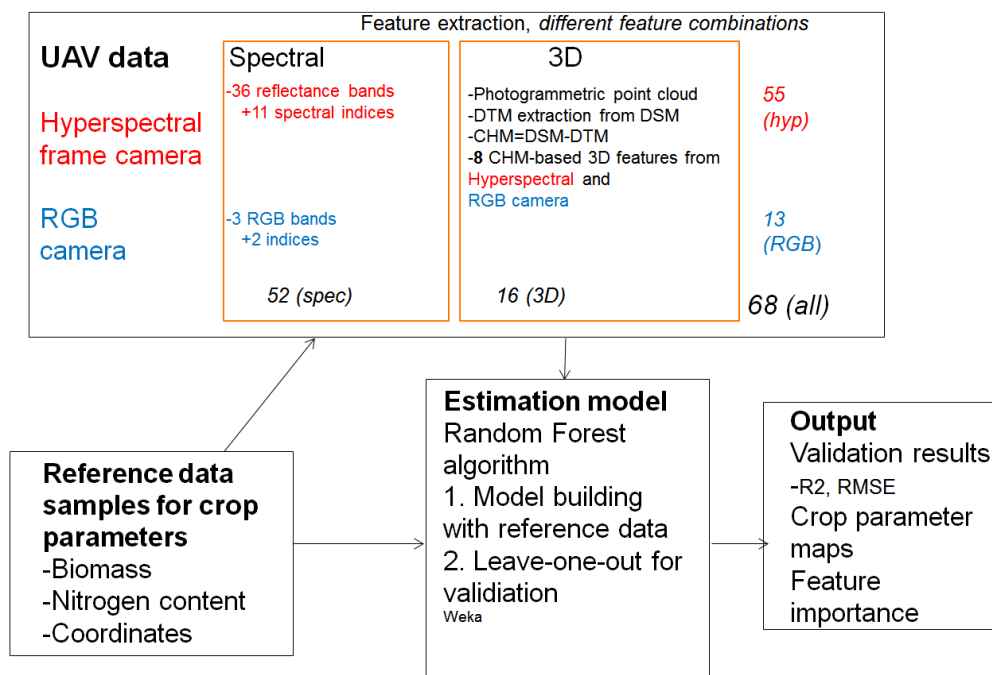 Feature extraction, different feature combinations
UAV data
Hyperspectral
frame camera
RGB
camera
Spectral
-36 reflectance bands
+11 spectral indices
-3 RGB bands
+2 indices
52 (spec)
3D
-Photogrammetric point cloud
-DTM extraction from DSM
-CHM=DSM-DTM
-8 CHM-based 3D features from
Hyperspectral and
RGB camera
16 (3D)
55
(hyp)
13
(RGB)
68 (all)
Reference data
samples for crop
parameters
-Biomass
-Nitrogen content
-Coordinates
Estimation model
Random Forest
algorithm
1. Model building
with reference data
2. Leave-one-out for
validiation
Weka
Output
Validation results
-R2, RMSE
Crop parameter
maps
Feature
importance